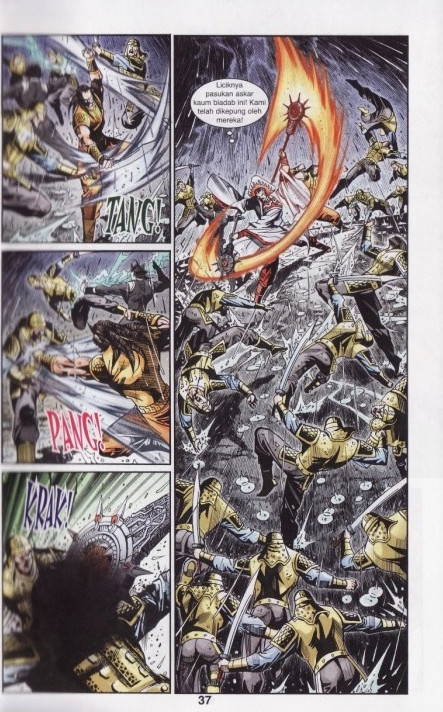 TANG!
PANG!
KRAK!
Liciknya
pasukan askar
kaum biadab ini! Kami
telah dikepung oleh
mereka!
37